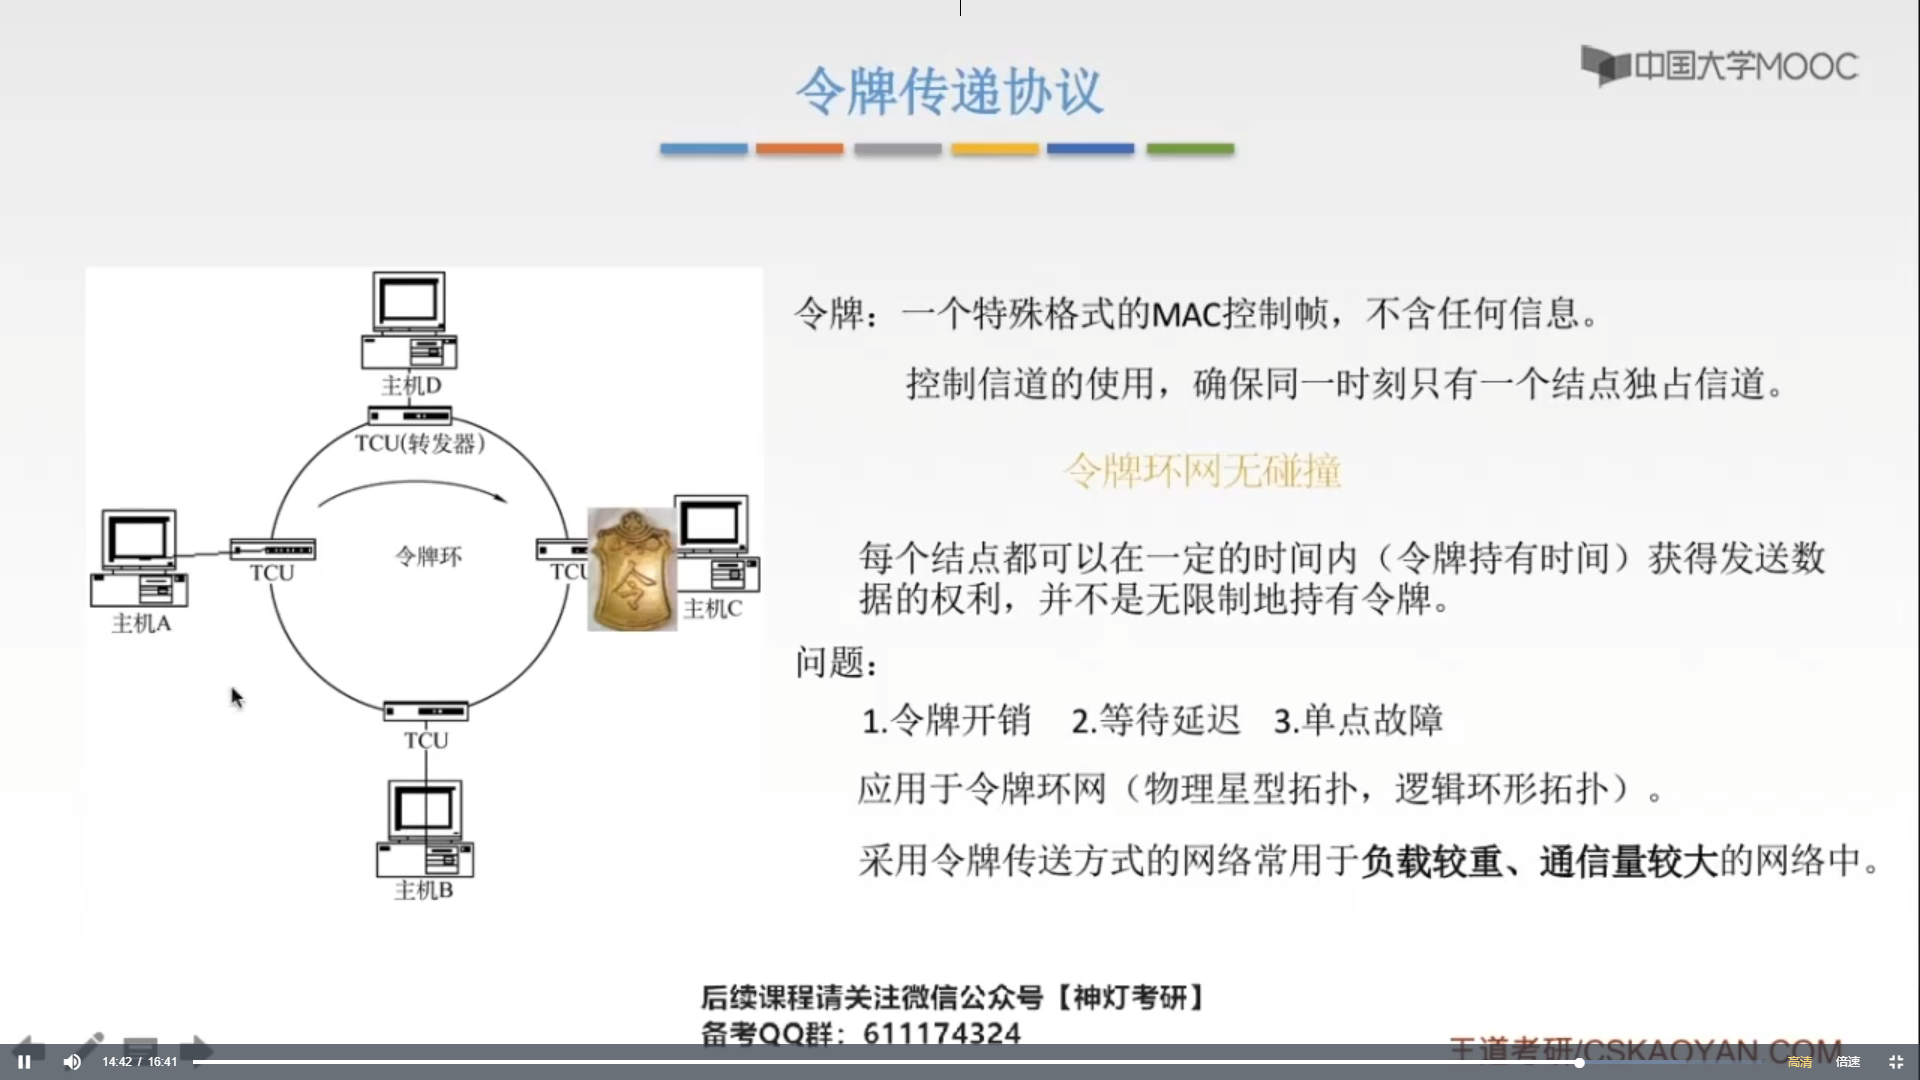 中国大学MOOC
令牌传递协议
主机D
TCU(转发器)
令牌：一个特殊格式的MAC控制帧，不含任何信息。
控制信道的使用，确保同一时刻只有一个结点独占信道。
令牌环网无碰撞
令牌环
TCU
主机A
TCU
令
主机C
TCU
主机B
每个结点都可以在一定的时间内（令牌持有时间）获得发送数
据的权利，并不是无限制地持有令牌。
问题：
1.令牌开销 2.等待延迟 3.单点故障
应用于令牌环网（物理星型拓扑，逻辑环形拓扑）。
采用令牌传送方式的网络常用于负载较重、通信量较大的网络中。
后续课程请关注微信公众号【神灯考研】
备考QQ群：611174324
王道考研/CSKAOYAN.COM
14:42 / 16:41
高清 倍速